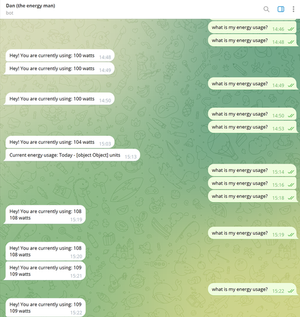 Dan (the energy man)
bot
what is my energy usage? 14:48
what is my energy usage? 14:48
Hey! You are currently using: 100 watts 14:49
Hey! You are currently using: 100 watts 14:49
what is my energy usage? 14:49
Hey! You are currently using: 100 watts 14:50
what is my energy usage? 14:50
what is my energy usage? 14:53
Hey! You are currently using: 104 watts 15:03
Current energy usage: Today - [object Object] units 15:13
what is my energy usage? 15:14
what is my energy usage? 15:16
what is my energy usage? 15:18
Hey! You are currently using: 108
108 watts 15:19
what is my energy usage?
Hey! You are currently using: 108
108 watts 15:20
Hey! You are currently using: 109
109 watts 15:21
what is my energy usage? 15:22
Hey! You are currently using: 109
109 watts 15:22